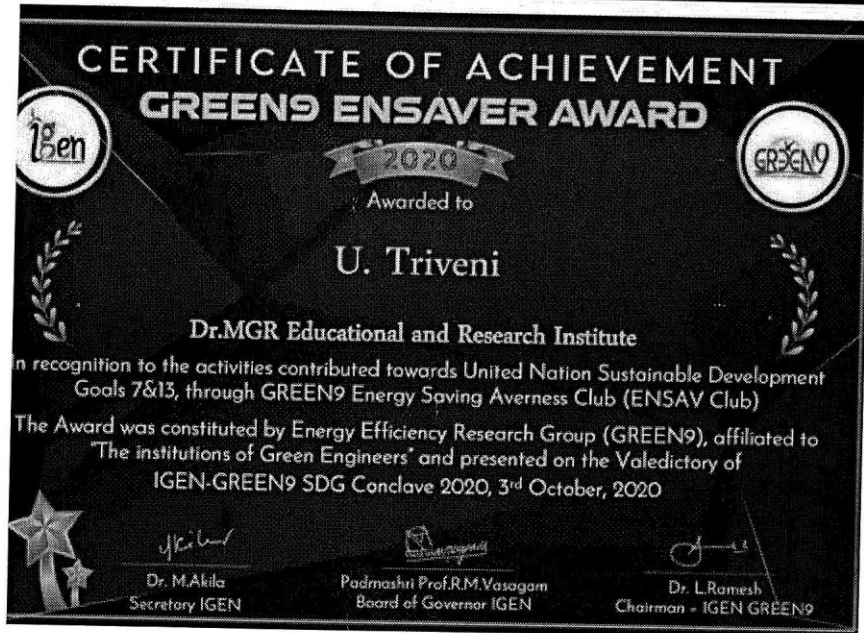 CERTIFICATE OF ACHIEVEMENT
GREEN9 ENSAVER AWARD
igen
GREEN9
2020
Awarded to
U. Triveni
Dr.MGR Educational and Research Institute
In recognition to the activities contributed towards United Nation Sustainable Development
Goals 7&13, through GREEN9 Energy Saving Averness Club (ENSAV Club)
The Award was constituted by Energy Efficiency Research Group (GREEN9), affiliated to
"The institutions of Green Engineers" and presented on the Valedictory of
IGEN-GREEN9 SDG Conclave 2020, 3rd October, 2020
Dr. M.Akila
Secretary IGEN
Padmashri Prof.R.M.Vasagam
Board of Governor IGEN
Dr. L.Ramesh
Chairman - IGEN GREEN9